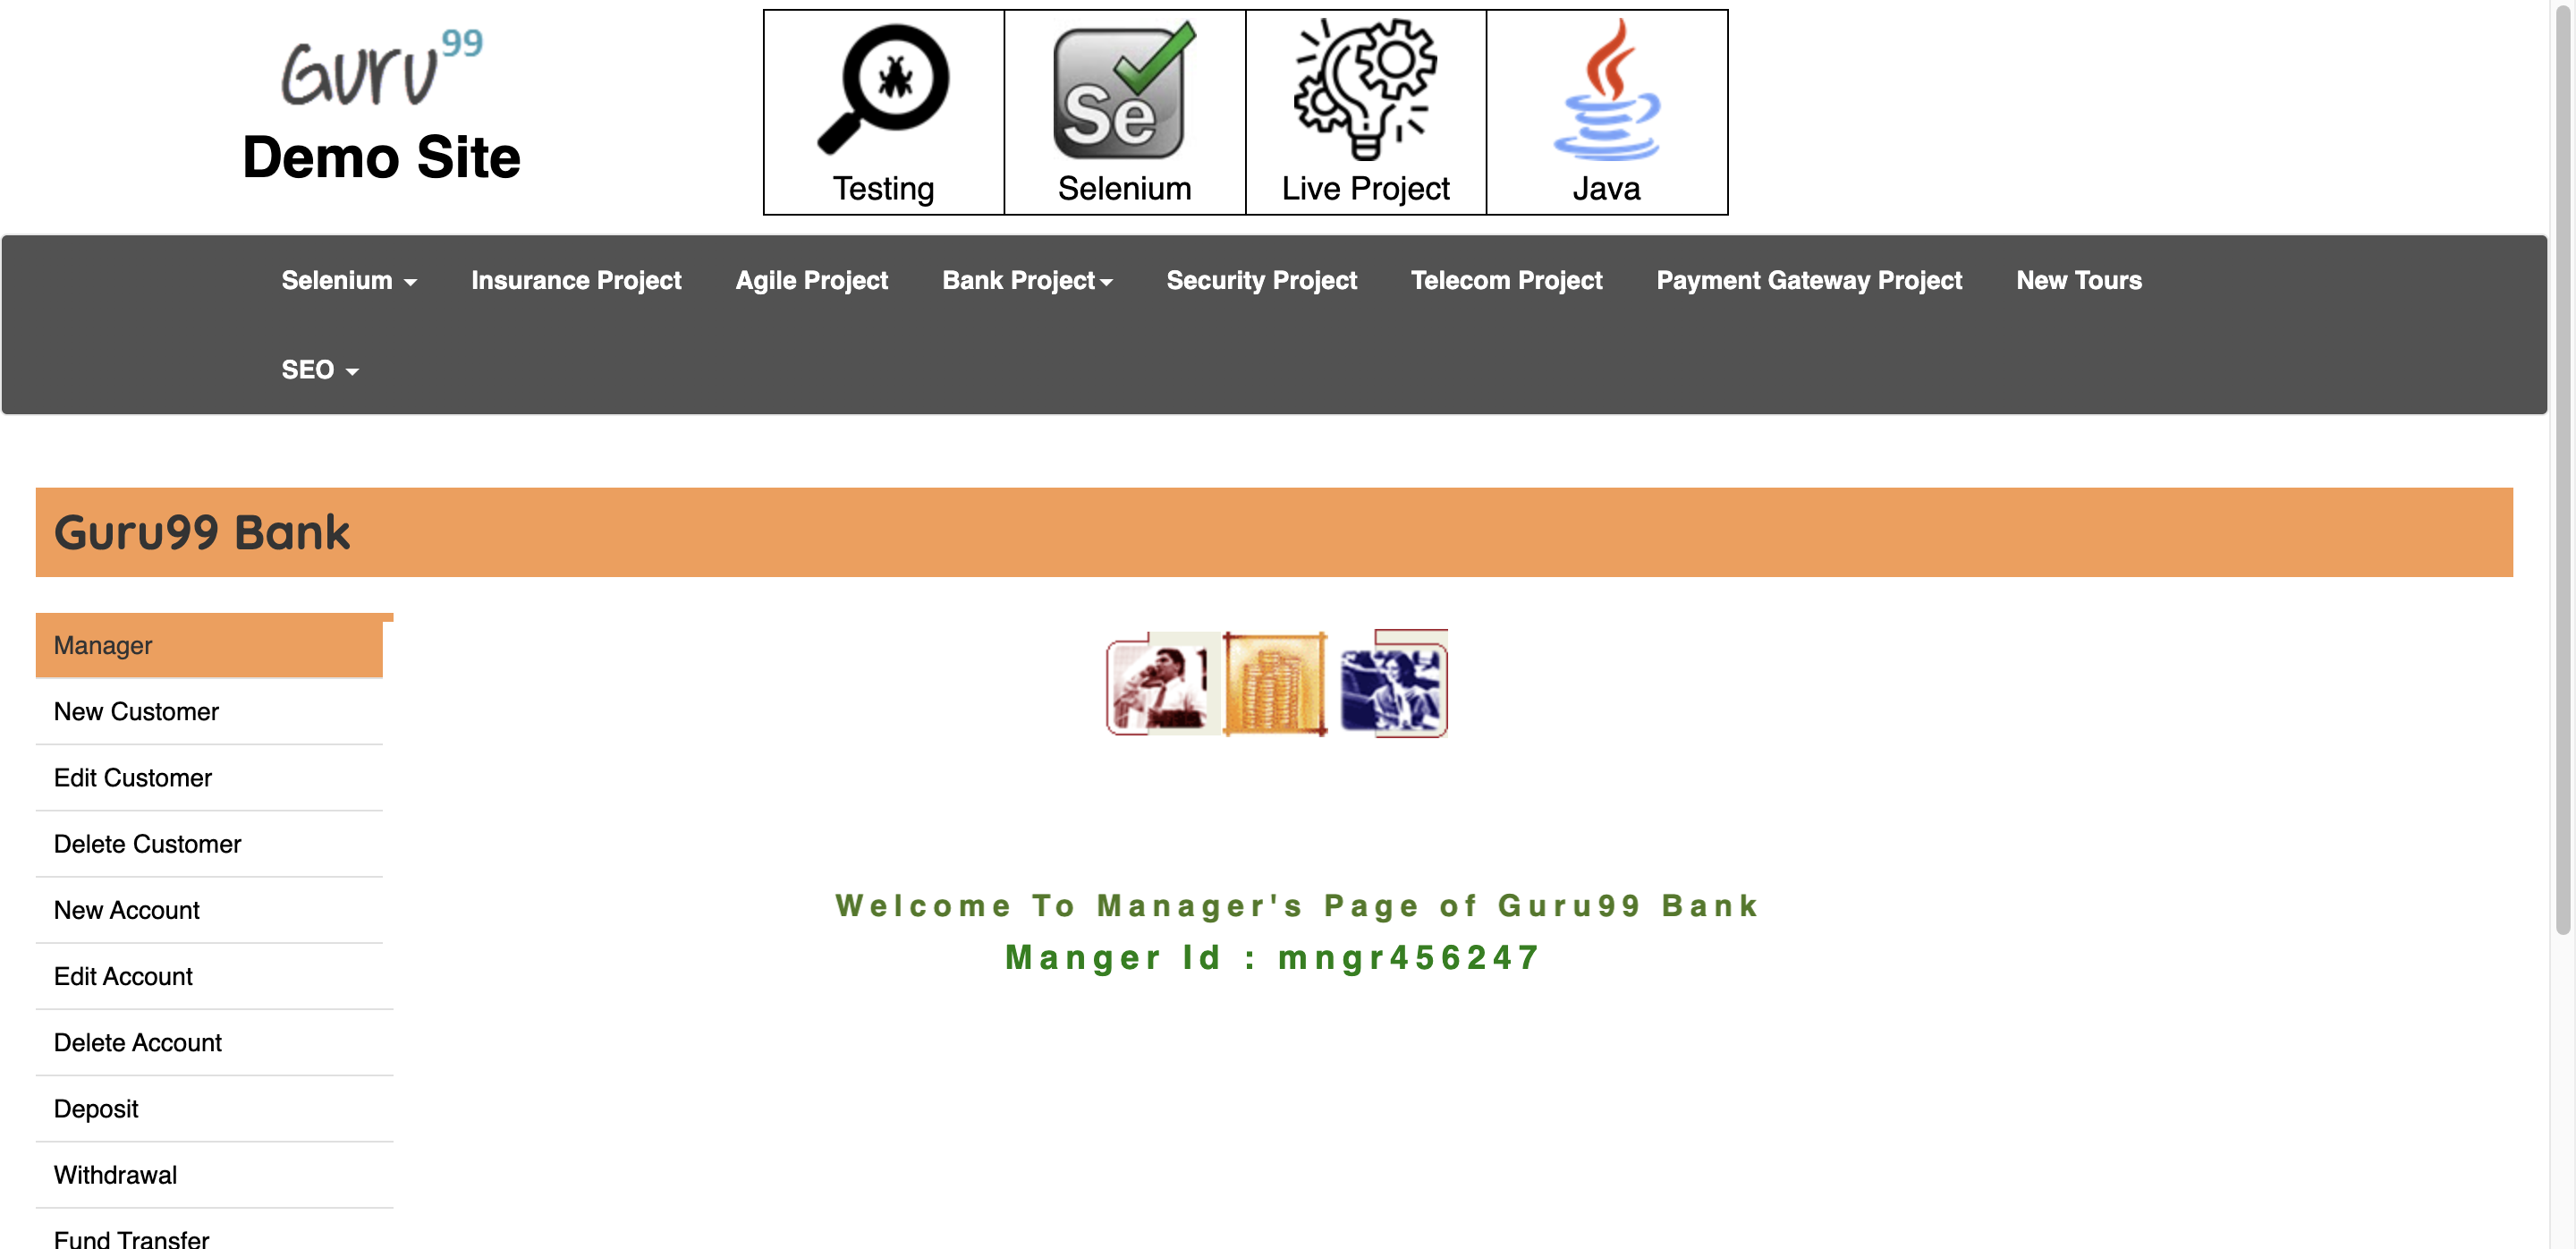 Guru99
Demo Site
Testing
Se
Selenium
Live Project
Java
Selenium
Insurance Project
Agile Project
Bank Project
Security Project
Telecom Project
Payment Gateway Project
New Tours
SEO
Guru99 Bank
Manager
New Customer
Edit Customer
Delete Customer
New Account
Edit Account
Delete Account
Deposit
Withdrawal
Fund Transfer
Welcome To Manager's Page of Guru99 Bank
Manger Id : mngr456247